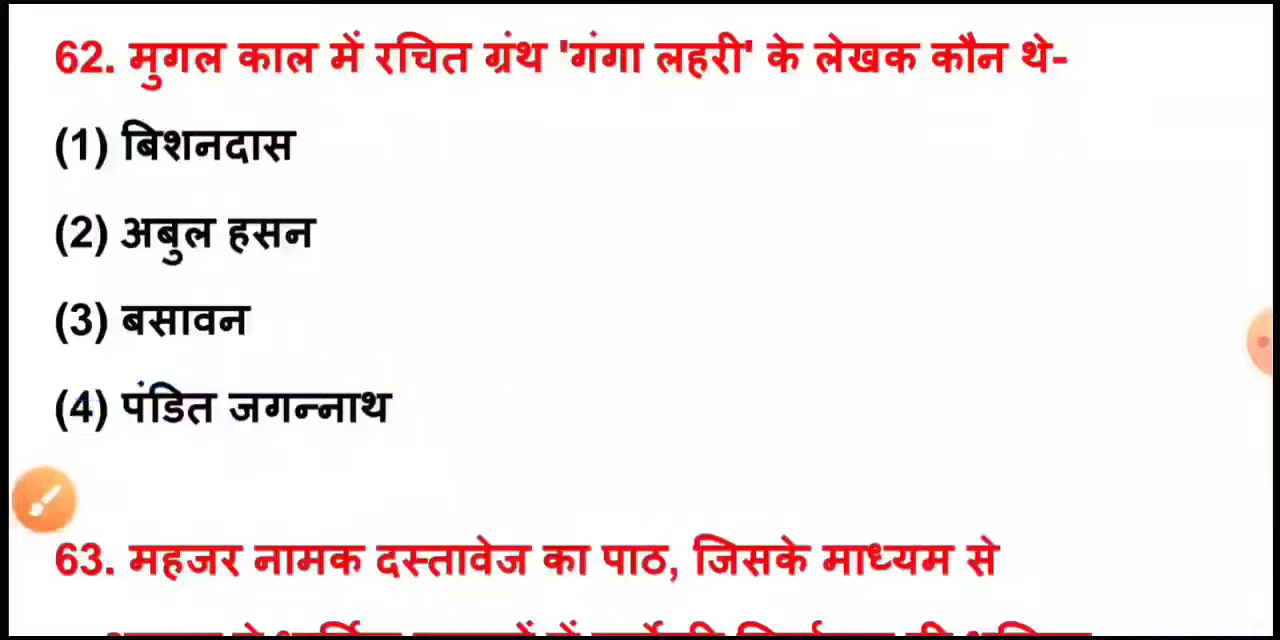 62. मुगल काल में रचित ग्रंथ 'गंगा लहरी' के लेखक कौन थे-
(1) बिशनदास
(2) अबुल हसन
(3) बसावन
(4) पंडित जगन्नाथ
63. महजर नामक दस्तावेज का पाठ, जिसके माध्यम से